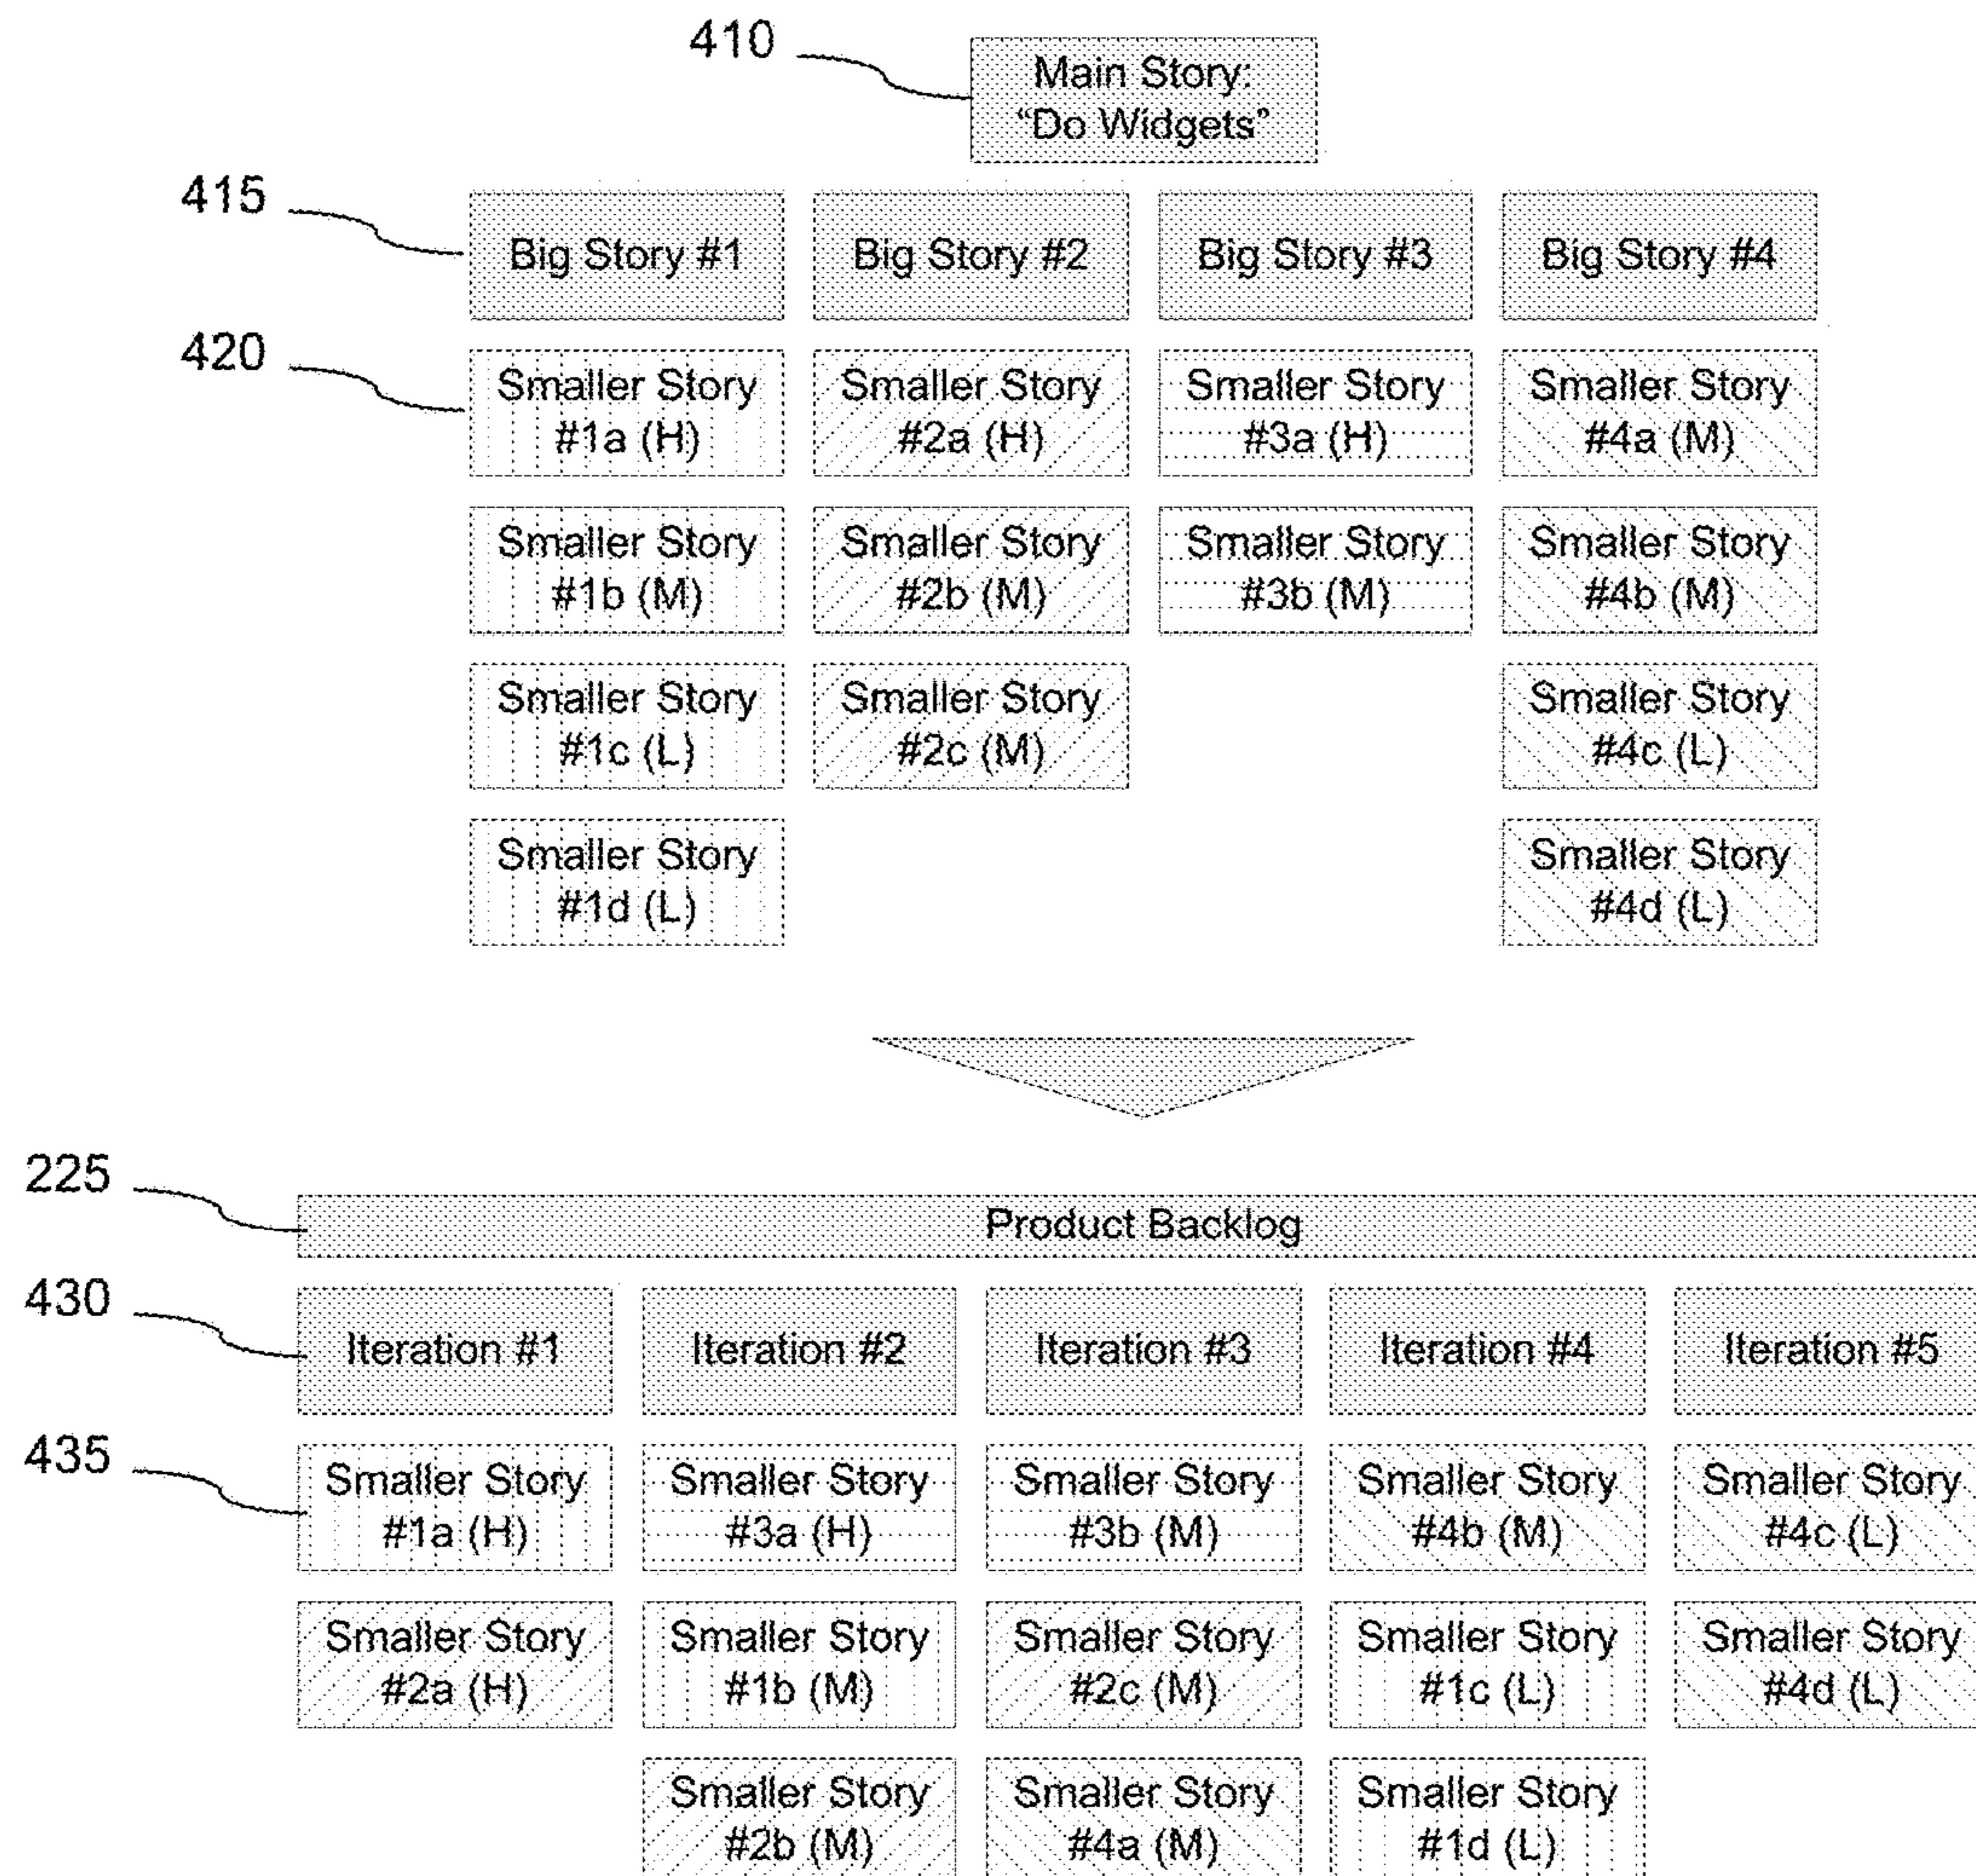 410
Main Story:
“Do Widgets”
415
Big Story #1
Big Story #2
Big Story #3
Big Story #4
420
Smaller Story
#1a (H)
Smaller Story
#2a (H)
Smaller Story
#3a (H)
Smaller Story
#4a (M)
Smaller Story
#1b (M)
Smaller Story
#2b (M)
Smaller Story
#3b (M)
Smaller Story
#4b (M)
Smaller Story
#1c (L)
Smaller Story
#2c (M)
Smaller Story
#4c (L)
Smaller Story
#1d (L)
Smaller Story
#4d (L)
225
Product Backlog
430
Iteration #1
Iteration #2
Iteration #3
Iteration #4
Iteration #5
435
Smaller Story
#1a (H)
Smaller Story
#3a (H)
Smaller Story
#3b (M)
Smaller Story
#4b (M)
Smaller Story
#4c (L)
Smaller Story
#2a (H)
Smaller Story
#1b (M)
Smaller Story
#2c (M)
Smaller Story
#1c (L)
Smaller Story
#4d (L)
Smaller Story
#2b (M)
Smaller Story
#4a (M)
Smaller Story
#1d (L)